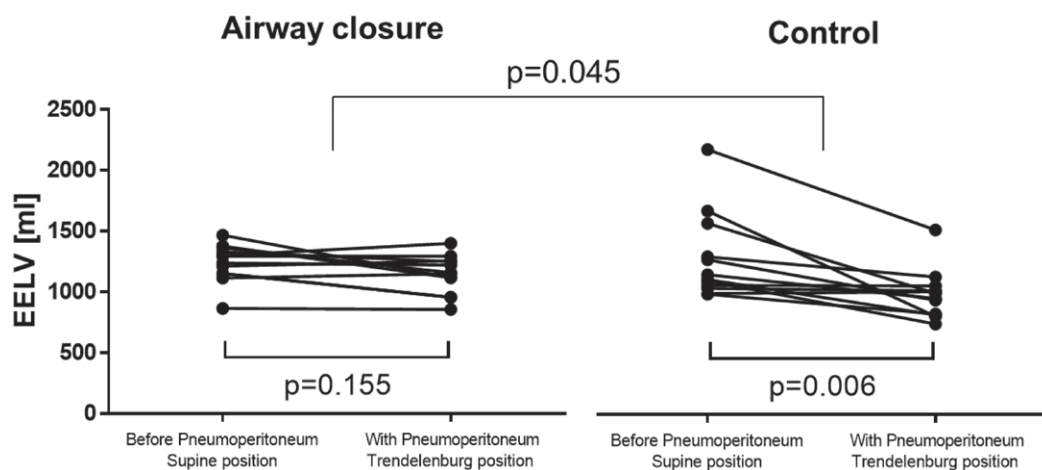 Airway closure
Control
p=0.045
EELV [ml]
2500
2000
1500
1000
500
0
p=0.155
p=0.006
Before Pneumoperitoneum
Supine position
With Pneumoperitoneum
Trendelenburg position
Before Pneumoperitoneum
Supine position
With Pneumoperitoneum
Trendelenburg position